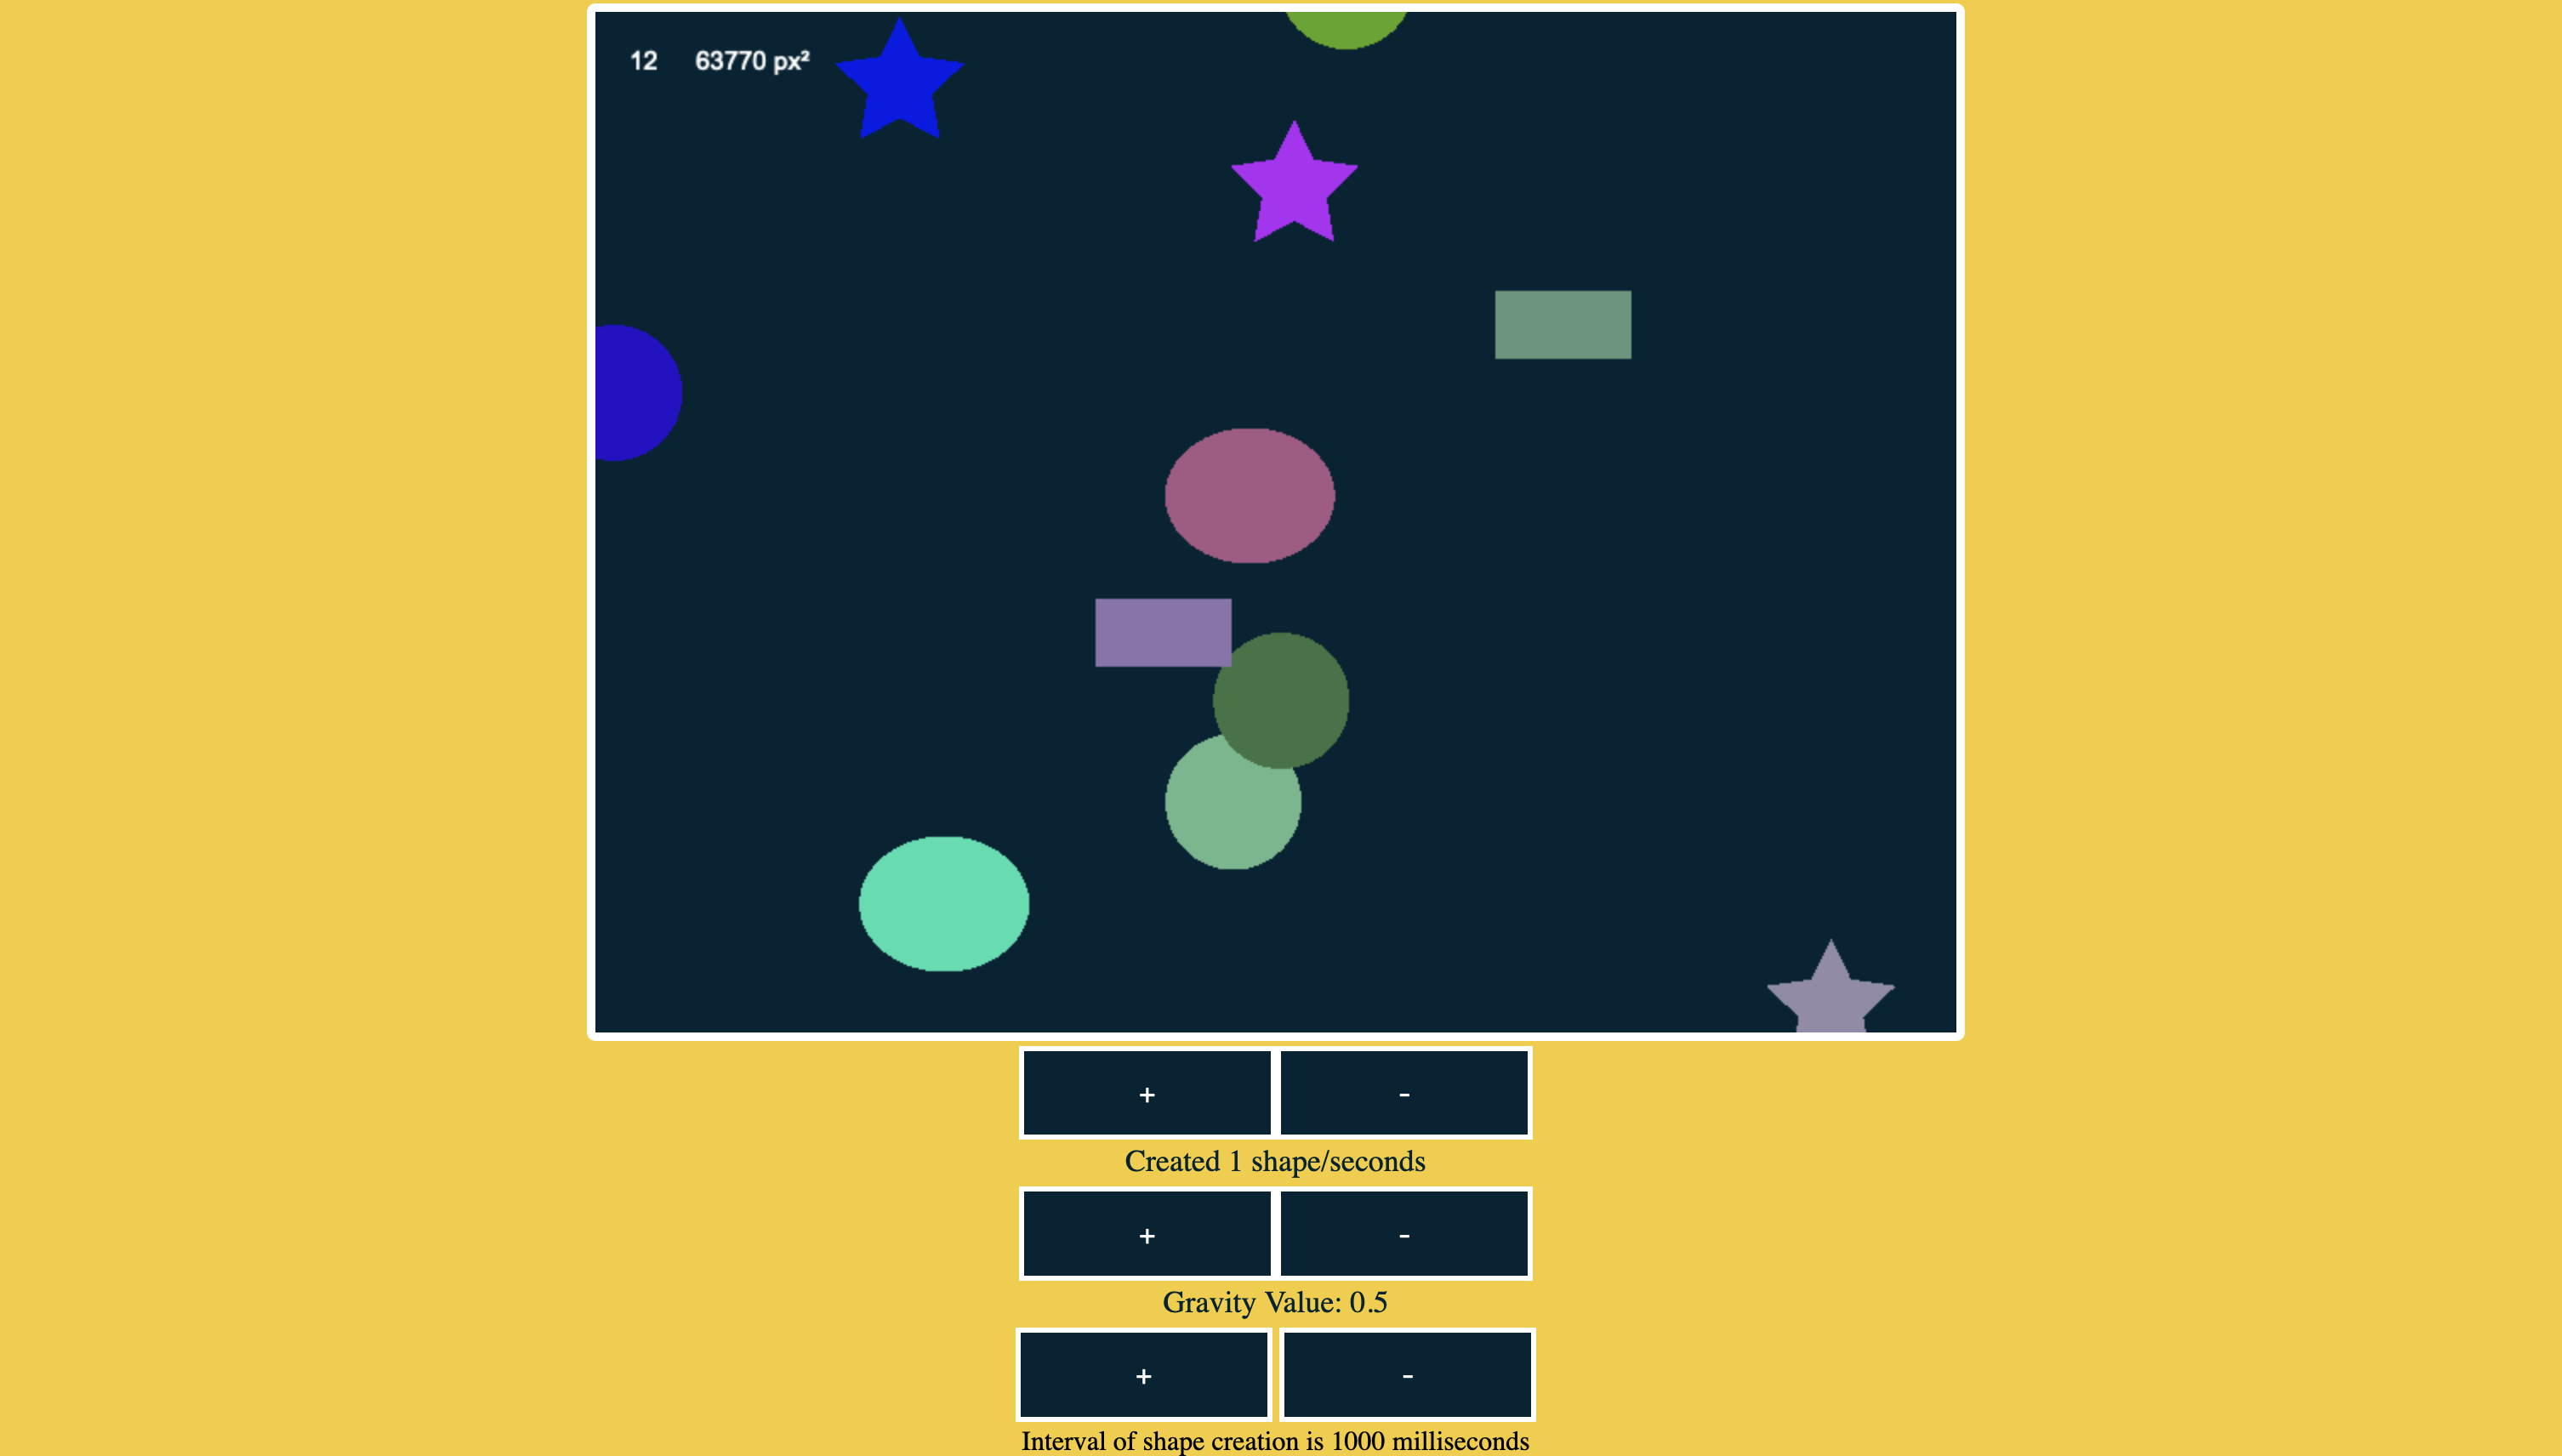 12 63770 px²
+ -
Created 1 shape/seconds
+ -
Gravity Value: 0.5
+ -
Interval of shape creation is 1000 milliseconds